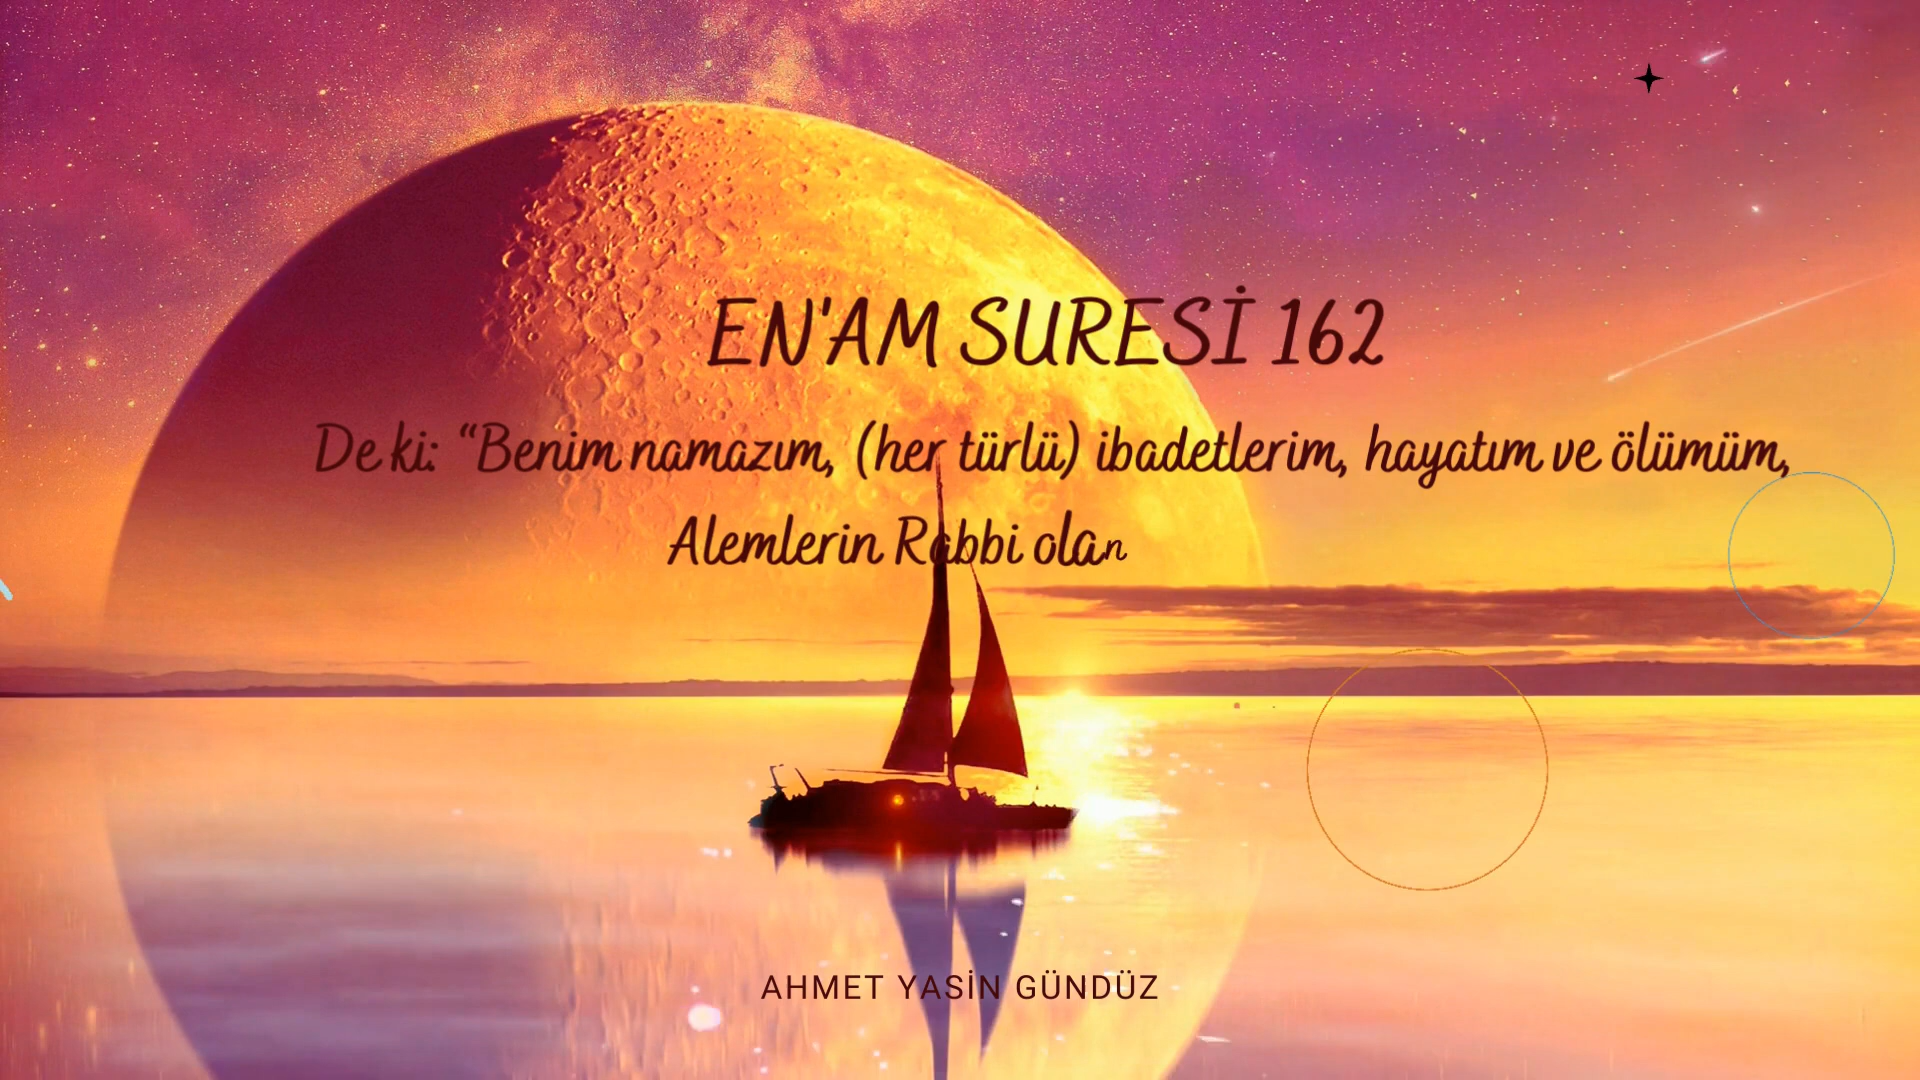 EN'AM SURESİ 162
De ki: “Benim namazım, (her türlü) ibadetlerim, hayatım ve ölümüm,
Alemlerin Rabbi olan
AHMET YASİN GÜNDÜZ